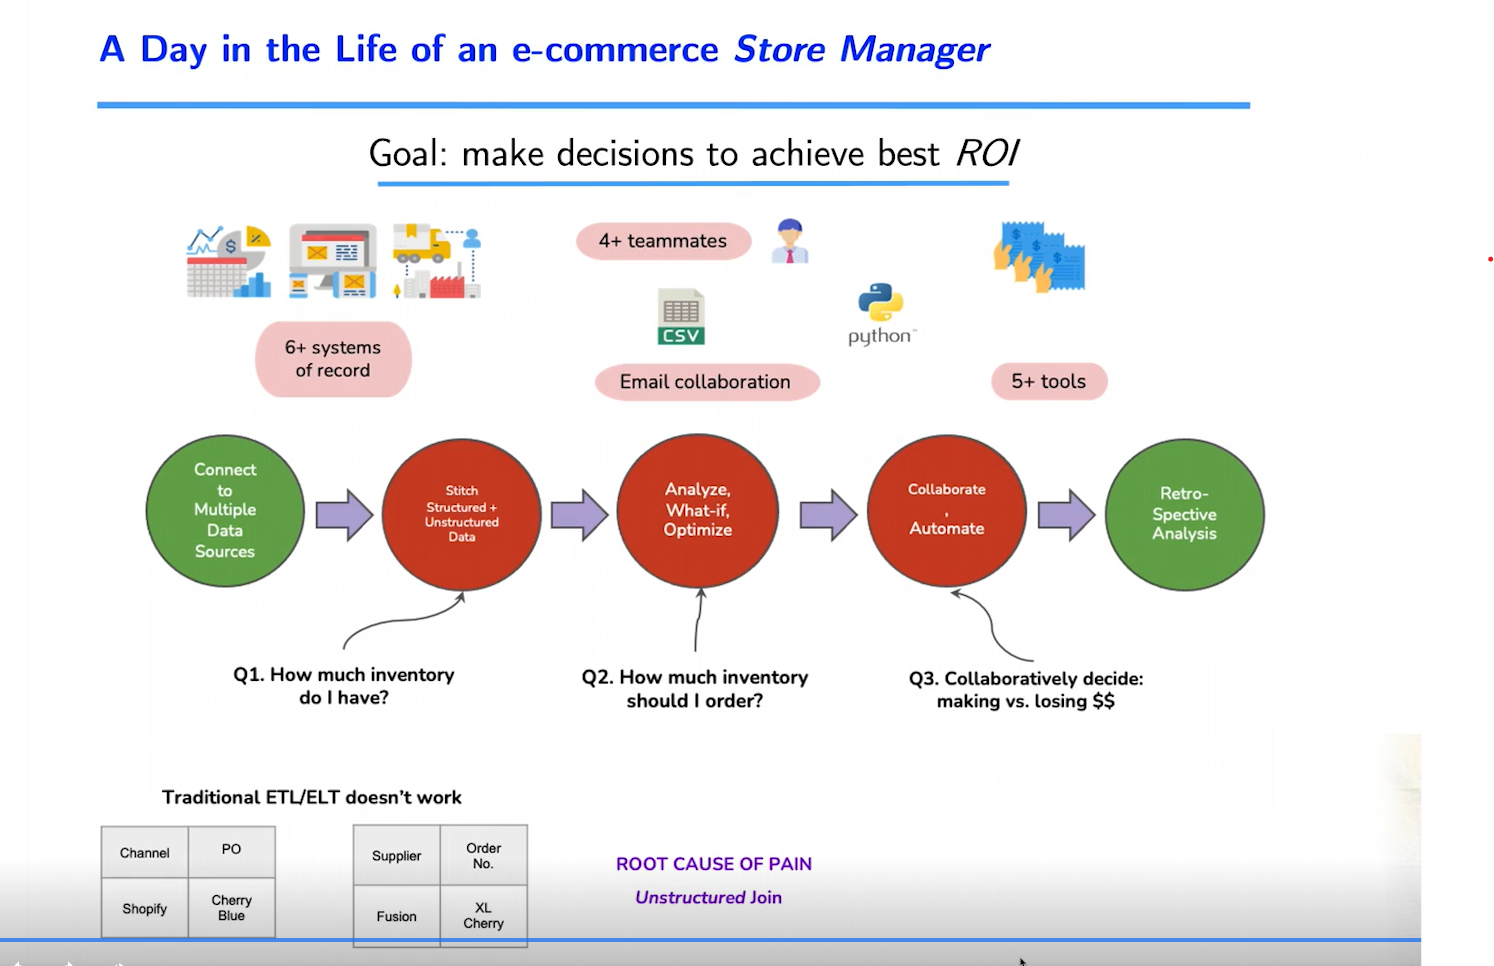 A Day in the Life of an e-commerce Store Manager
Goal: make decisions to achieve best ROI
4+ teammates
CSV
python™
6+ systems
of record
Email collaboration
5+ tools
Connect
to
Multiple
Data
Sources
Stitch
Structured +
Unstructured
Data
Analyze,
What-if,
Optimize
Collaborate
,
Automate
Retro-
Spective
Analysis
Q1. How much inventory
do I have?
Q2. How much inventory
should I order?
Q3. Collaboratively decide:
making vs. losing $$
Traditional ETL/ELT doesn't work
Channel
PO
Shopify
Cherry
Blue
Supplier
Order
No.
Fusion
XL
Cherry
ROOT CAUSE OF PAIN
Unstructured Join